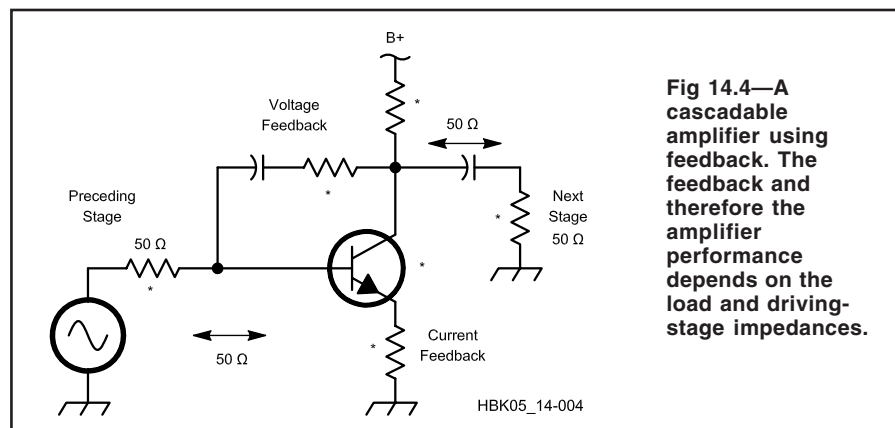 B+
*
Voltage
Feedback
50 Ω
*
Preceding
Stage
50 Ω
*
*
Next
Stage
50 Ω
*
50 Ω
*
Current
Feedback
HBK05_14-004
Fig 14.4—A
cascadable
amplifier using
feedback. The
feedback and
therefore the
amplifier
performance
depends on the
load and driving-
stage impedances.